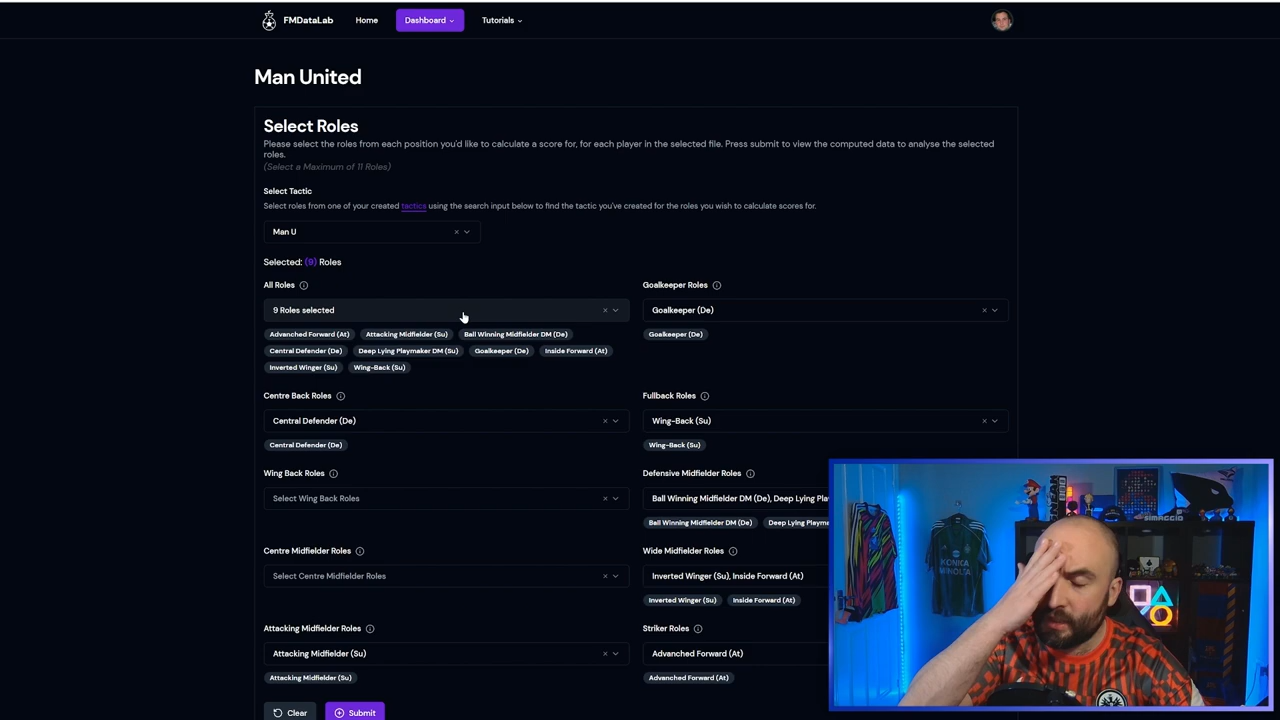 FMDataLab
Home
Dashboard
Tutorials
Man United
Select Roles
Please select the roles from each position you'd like to calculate a score for, for each player in the selected file. Press submit to view the computed data to analyse the selected
roles.
(Select a Maximum of 11 Roles)
Select Tactic
Select roles from one of your created tactics using the search input below to find the tactic you've created for the roles you wish to calculate scores for.
Man U
Selected: (9) Roles
All Roles
9 Roles selected
Advanched Forward (At) Attacking Midfielder (Su) Ball Winning Midfielder DM (De)
Central Defender (De) Deep Lying Playmaker DM (Su) Goalkeeper (De) Inside Forward (At)
Inverted Winger (Su) Wing-Back (Su)
Goalkeeper Roles
Goalkeeper (De)
Goalkeeper (De)
Centre Back Roles
Central Defender (De)
Central Defender (De)
Fullback Roles
Wing-Back (Su)
Wing-Back (Su)
Wing Back Roles
Select Wing Back Roles
Defensive Midfielder Roles
Ball Winning Midfielder DM (De), Deep Lying Play
Ball Winning Midfielder DM (De) Deep Lying Playma
Centre Midfielder Roles
Select Centre Midfielder Roles
Wide Midfielder Roles
Inverted Winger (Su), Inside Forward (At)
Inverted Winger (Su) Inside Forward (At)
Attacking Midfielder Roles
Attacking Midfielder (Su)
Attacking Midfielder (Su)
Striker Roles
Advanched Forward (At)
Advanched Forward (At)
Clear
Submit
KONICA
MINOLTA